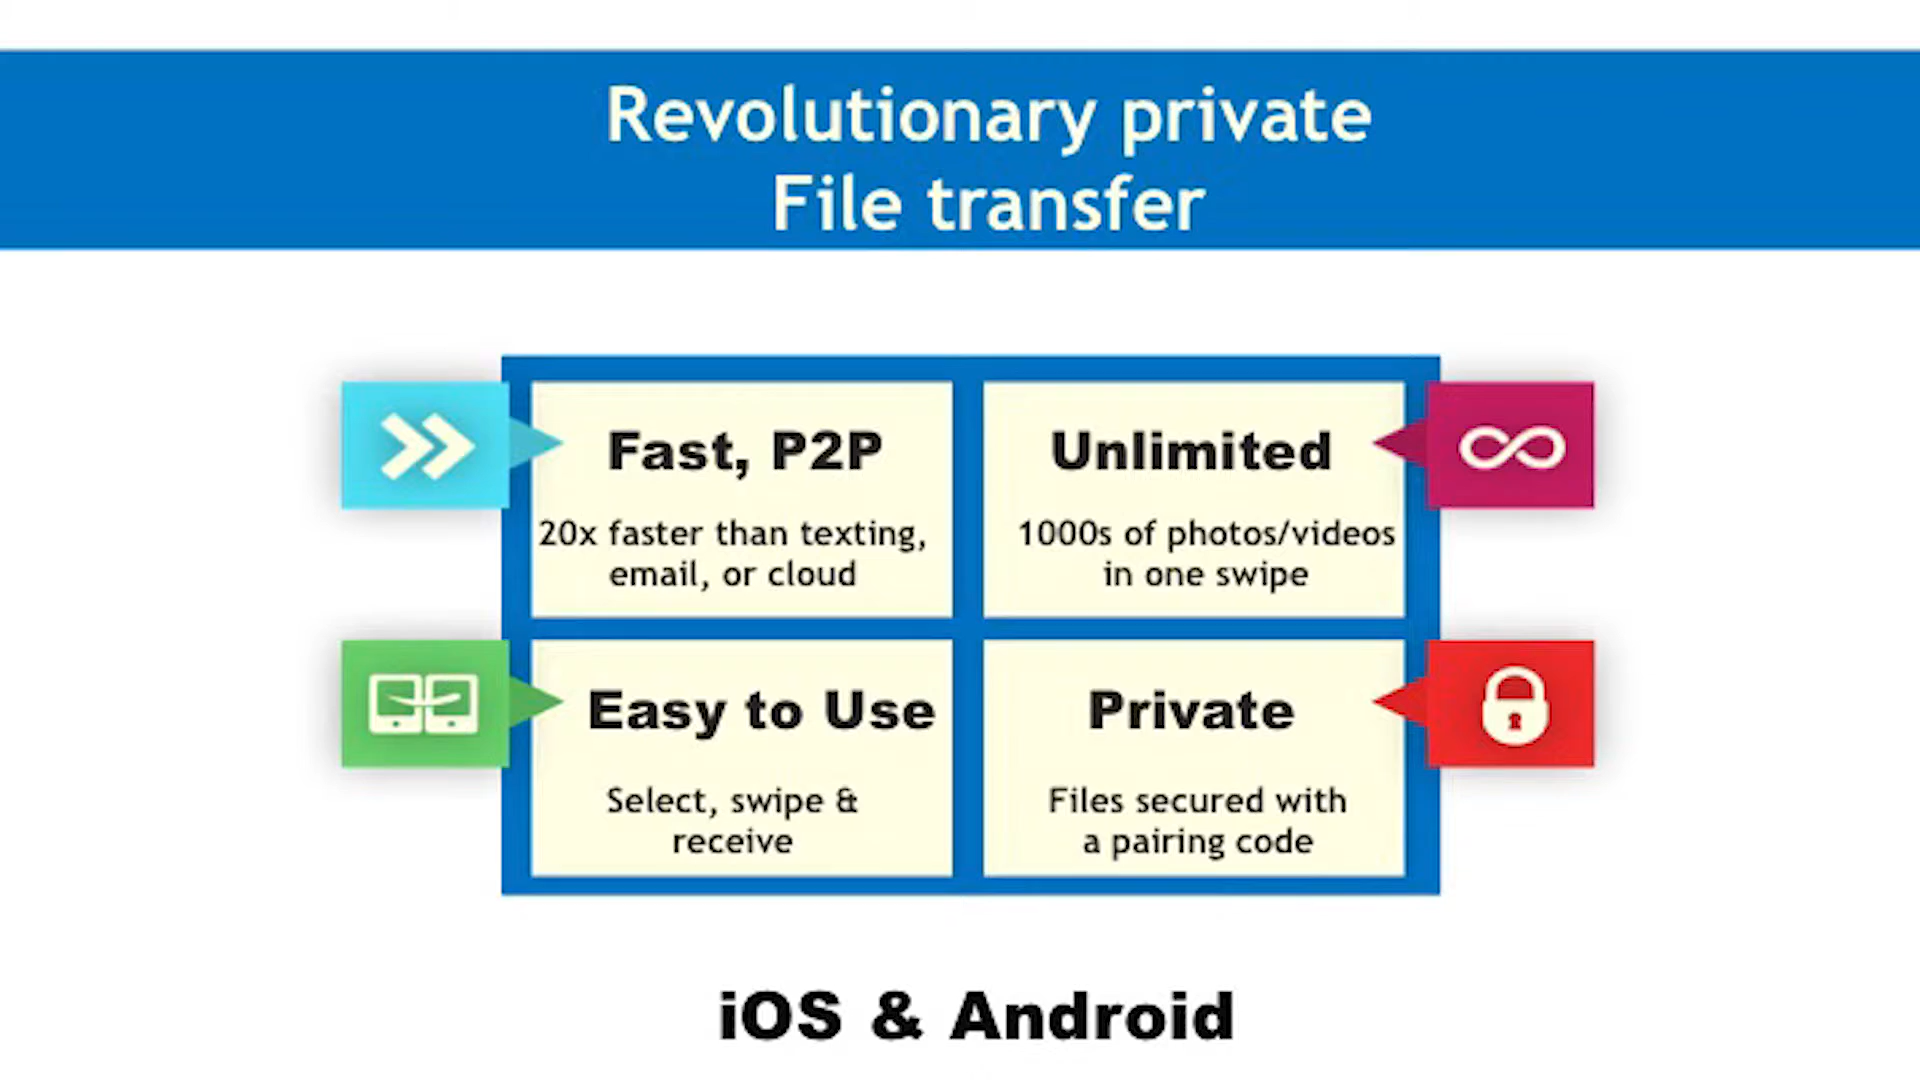 Revolutionary private
File transfer
Fast, P2P
20x faster than texting,
email, or cloud
Unlimited
1000s of photos/videos
in one swipe
Easy to Use
Select, swipe &
receive
Private
Files secured with
a pairing code
iOS & Android